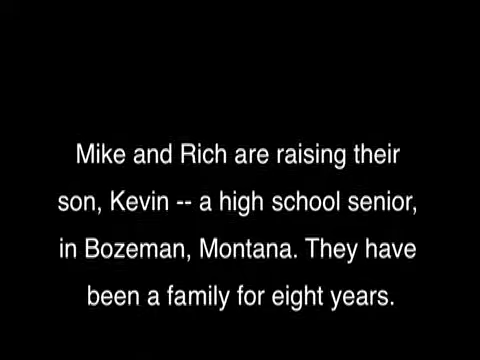 Mike and Rich are raising their
son, Kevin -- a high school senior,
in Bozeman, Montana. They have
been a family for eight years.